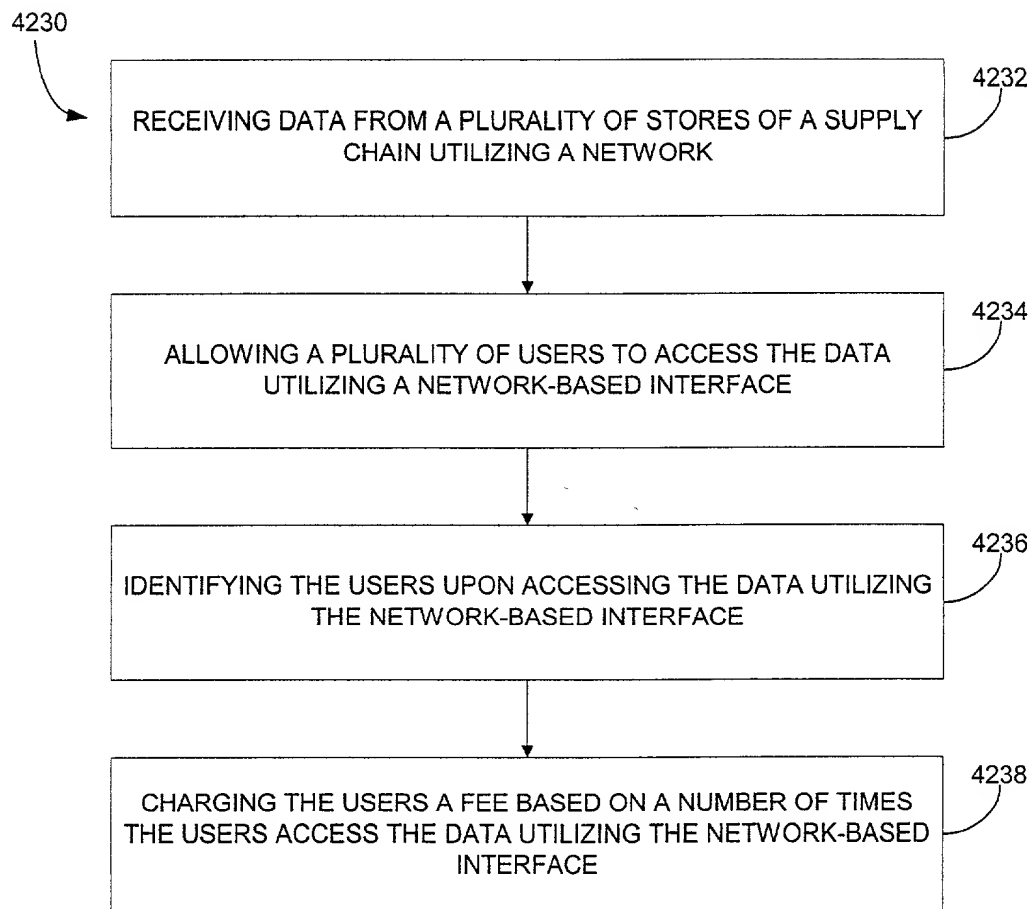 4230
4232
RECEIVING DATA FROM A PLURALITY OF STORES OF A SUPPLY
CHAIN UTILIZING A NETWORK
4234
ALLOWING A PLURALITY OF USERS TO ACCESS THE DATA
UTILIZING A NETWORK-BASED INTERFACE
4236
IDENTIFYING THE USERS UPON ACCESSING THE DATA UTILIZING
THE NETWORK-BASED INTERFACE
4238
CHARGING THE USERS A FEE BASED ON A NUMBER OF TIMES
THE USERS ACCESS THE DATA UTILIZING THE NETWORK-BASED
INTERFACE